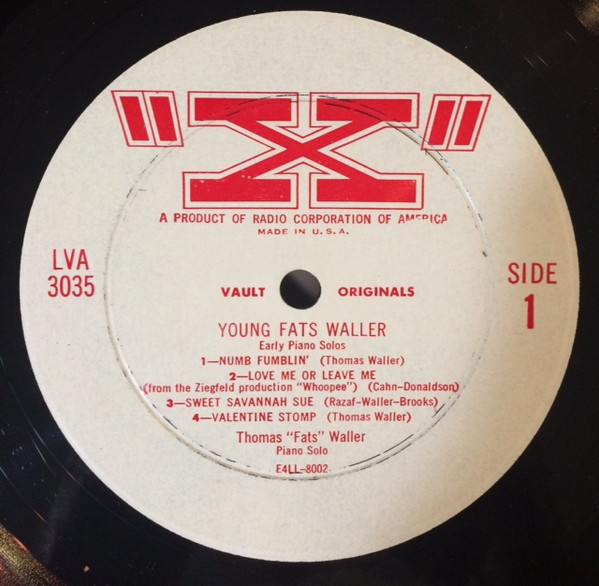 "X"
A PRODUCT OF RADIO CORPORATION OF AMERICA
MADE IN U.S.A.
LVA
3035
SIDE
1
VAULT ORIGINALS
YOUNG FATS WALLER
Early Piano Solos
1—NUMB FUMBLIN' (Thomas Waller)
2—LOVE ME OR LEAVE ME
(from the Ziegfeld production "Whoopee") (Cahn-Donaldson)
3—SWEET SAVANNAH SUE (Razaf-Waller-Brooks)
4—VALENTINE STOMP (Thomas Waller)
Thomas "Fats" Waller
Piano Solo
E4LL-8002